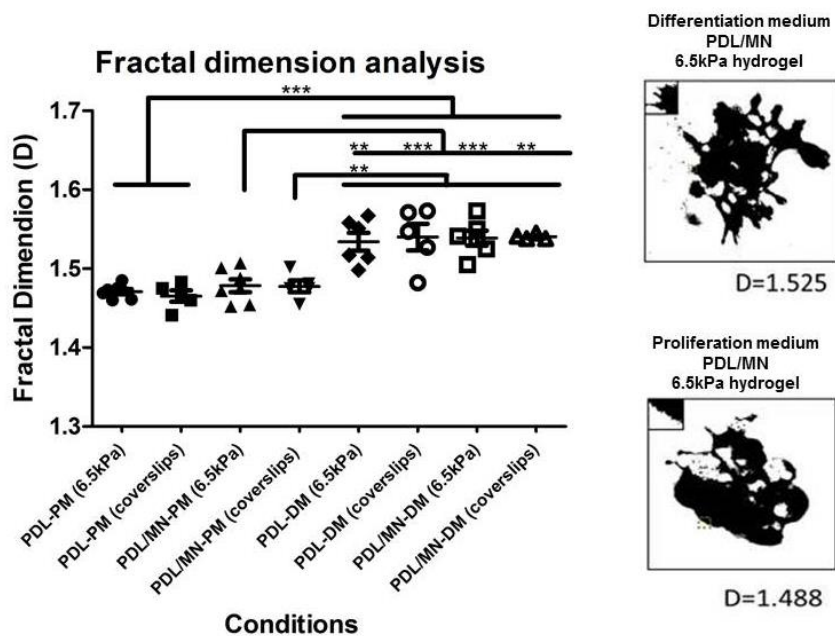 Fractal dimension analysis
Fractal Dimendion (D)
1.7
1.6
1.5
1.4
1.3
***
** *** *** **
**
PDL-PM (6.5kPa)
PDL-PM (coverslips)
PDL/MN-PM (6.5kPa)
PDL/MN-PM (coverslips)
PDL-DM (6.5kPa)
PDL-DM (coverslips)
PDL/MN-DM (6.5kPa)
PDL/MN-DM (coverslips)
Conditions
Differentiation medium
PDL/MN
6.5kPa hydrogel
D=1.525
Proliferation medium
PDL/MN
6.5kPa hydrogel
D=1.488